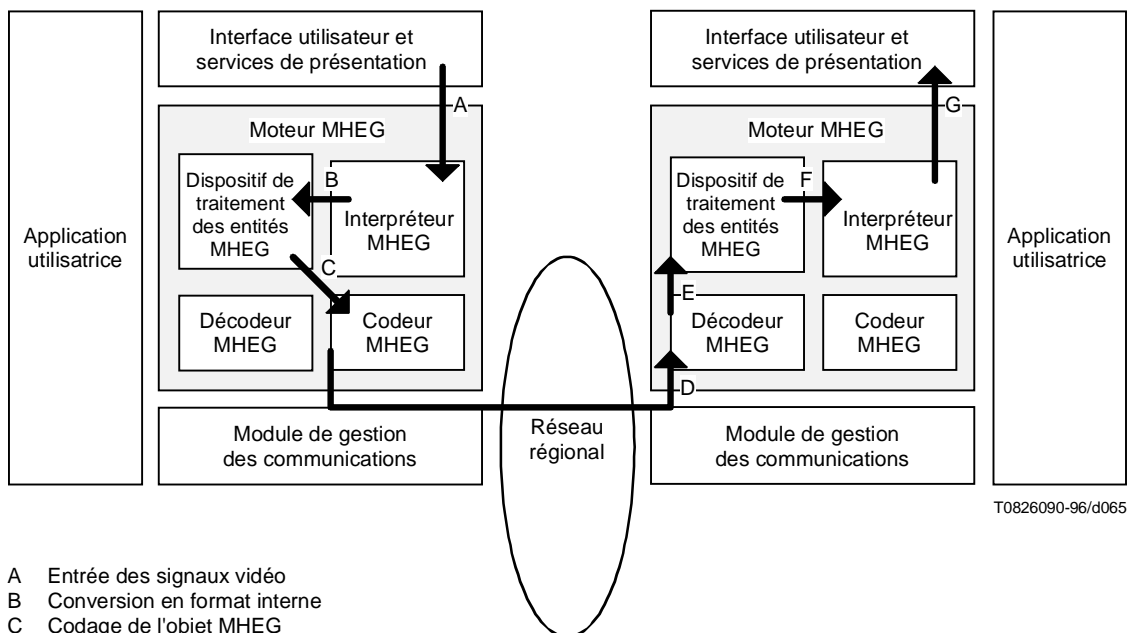 Interface utilisateur et
services de présentation
A
Moteur MHEG
Dispositif de
traitement
des entités
MHEG
B
Interpréteur
MHEG
C
Application
utilisatrice
Décodeur
MHEG
Codeur
MHEG
Module de gestion
des communications
Réseau
régional
Interface utilisateur et
services de présentation
G
Moteur MHEG
Dispositif de
traitement
des entités
MHEG
F
Interpréteur
MHEG
E
Décodeur
MHEG
Codeur
MHEG
D
Module de gestion
des communications
Application
utilisatrice
T0826090-96/d065
A Entrée des signaux vidéo
B Conversion en format interne
C Codage de l'objet MHEG